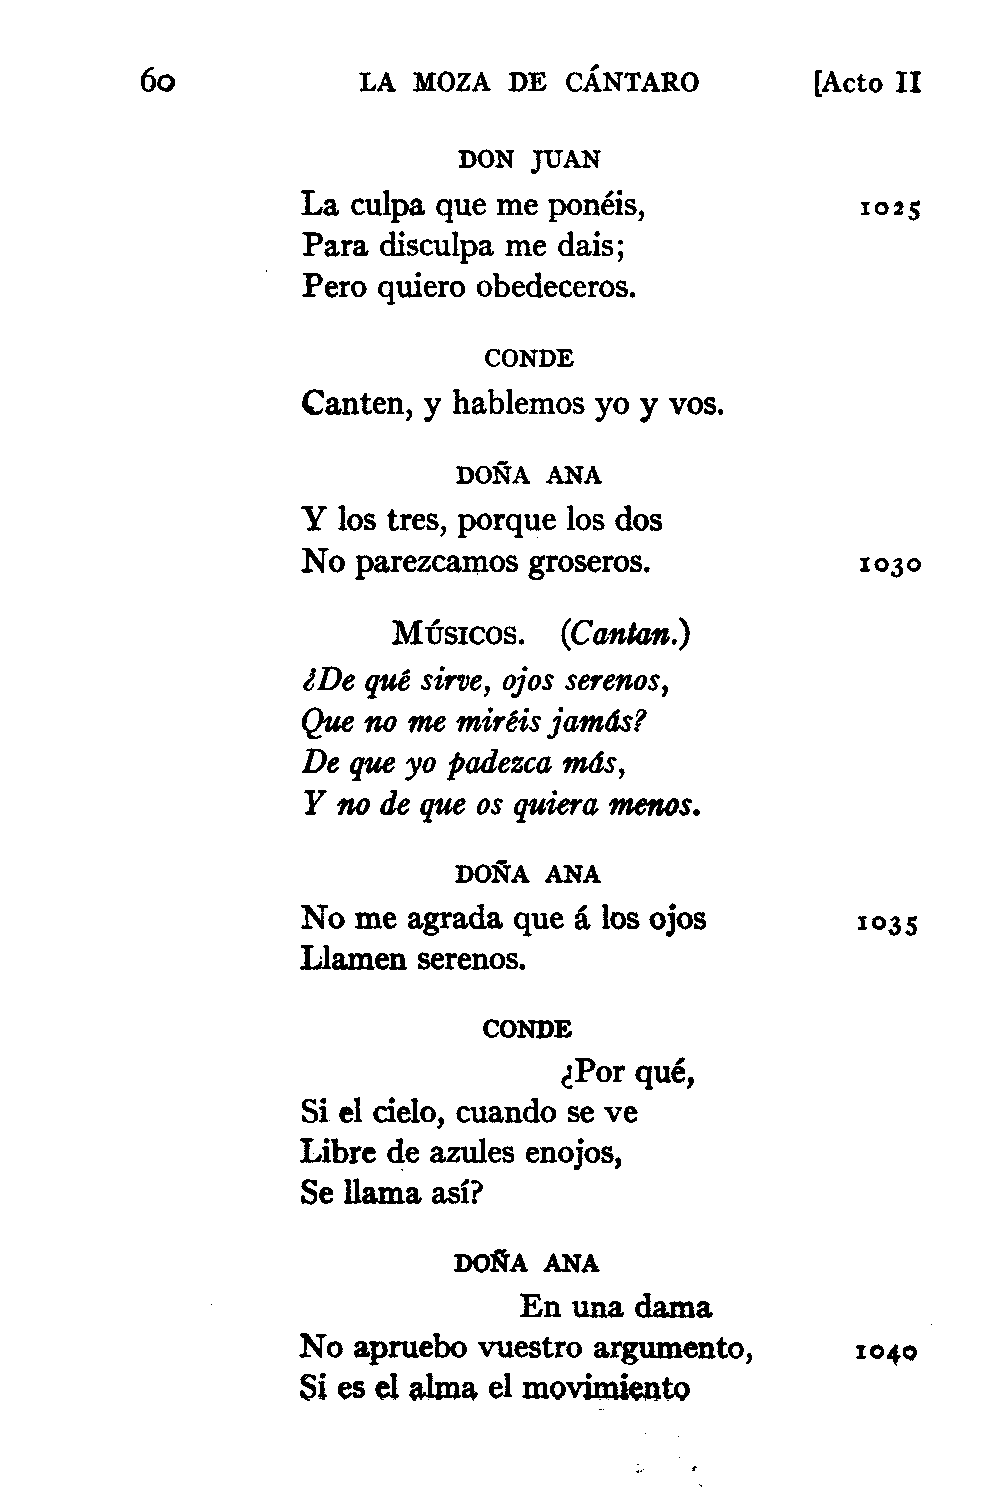 60 LA MOZA DE CÁNTARO [Acto II
DON JUAN
La culpa que me ponéis, 1025
Para disculpa me dais;
Pero quiero obedeceros.
CONDE
Canten, y hablemos yo y vos.
DOÑA ANA
Y los tres, porque los dos
No parezcamos groseros. 1030
MÚSICOS. (Cantan.)
¿De qué sirve, ojos serenos,
Que no me miréis jamás?
De que yo padezca más,
Y no de que os quiera menos.
DOÑA ANA
No me agrada que á los ojos 1035
Llamen serenos.
CONDE
¿Por qué,
Si el cielo, cuando se ve
Libre de azules enojos,
Se llama así?
DOÑA ANA
En una dama
No apruebo vuestro argumento, 1040
Si es el alma el movimiento